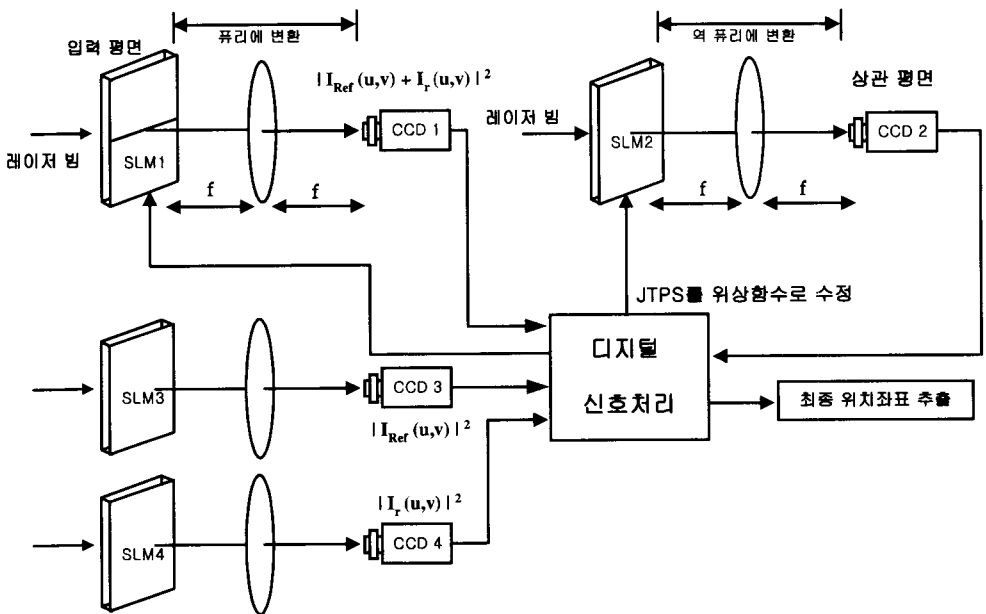 퓨리에 변환
역 퓨리에 변환
입력 평면
| I_Ref (u,v) + I_r (u,v) | ²
상관 평면
CCD 1
레이저 빔
CCD 2
레이저 빔
SLM1
SLM2
f
f
f
f
JTPS를 위상함수로 수정
디지털
신호처리
SLM3
CCD 3
최종 위치좌표 추출
| I_Ref (u,v) | ²
| I_r (u,v) | ²
SLM4
CCD 4